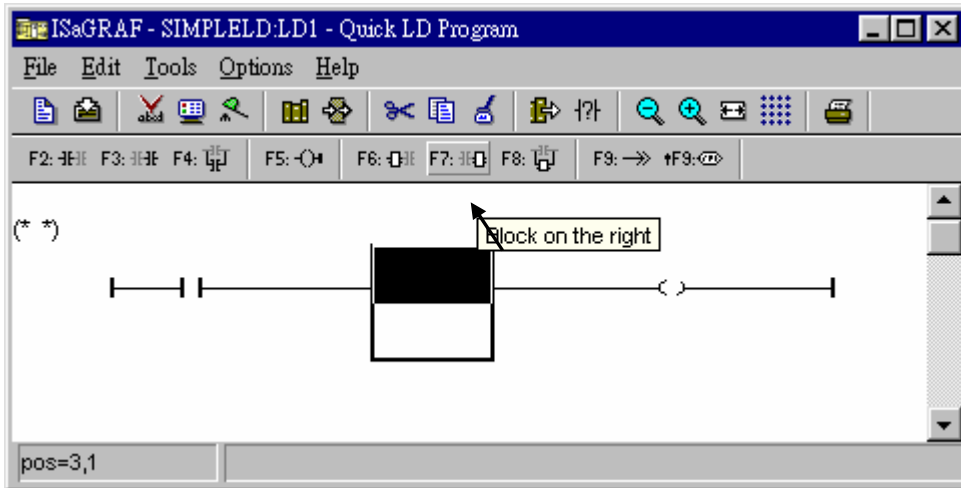 ISaGRAF - SIMPLELD:LD1 - Quick LD Program
File Edit Tools Options Help
F2: F3: F4: F5: F6: F7: F8: F9: F9:
(* *)
Block on the right
pos=3,1